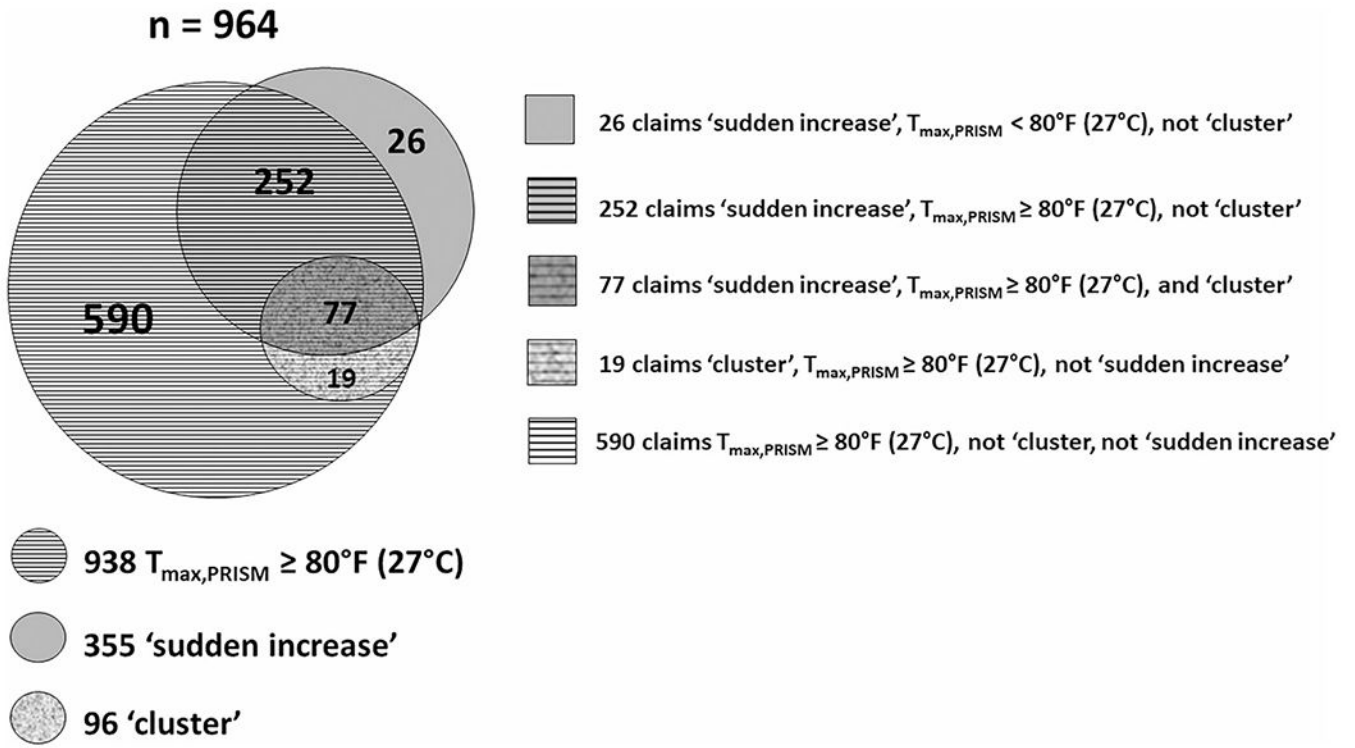 n = 964
26
252
77
590
19
26 claims ‘sudden increase’, Tmax,PRISM < 80°F (27°C), not ‘cluster’
252 claims ‘sudden increase’, Tmax,PRISM ≥ 80°F (27°C), not ‘cluster’
77 claims ‘sudden increase’, Tmax,PRISM ≥ 80°F (27°C), and ‘cluster’
19 claims ‘cluster’, Tmax,PRISM ≥ 80°F (27°C), not ‘sudden increase’
590 claims Tmax,PRISM ≥ 80°F (27°C), not ‘cluster, not ‘sudden increase’
938 Tmax,PRISM ≥ 80°F (27°C)
355 ‘sudden increase’
96 ‘cluster’